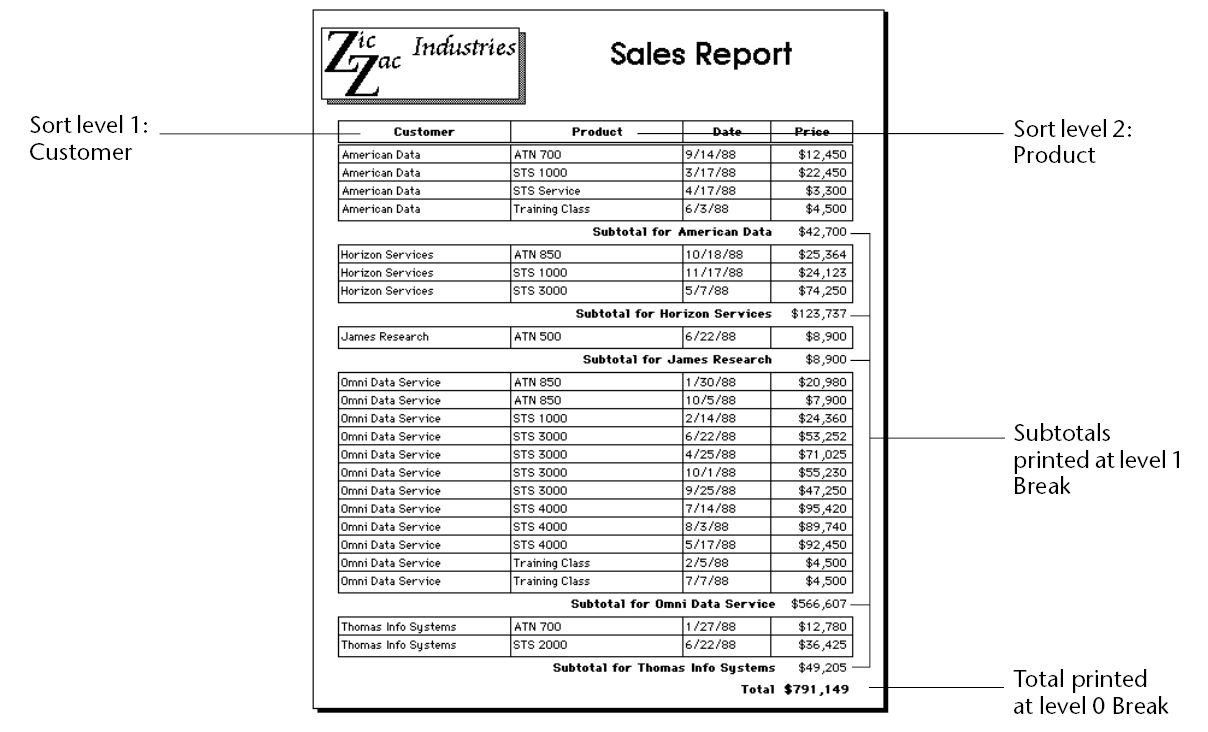 Zic Zac Industries
Sales Report
Sort level 1:
Customer
Sort level 2:
Product
Customer Product Date Price
American Data ATN 700 9/14/88 $12,450
American Data STS 1000 3/17/88 $22,450
American Data STS Service 4/17/88 $3,300
American Data Training Class 6/3/88 $4,500
Subtotal for American Data $42,700
Horizon Services ATN 850 10/18/88 $25,364
Horizon Services STS 1000 11/17/88 $24,123
Horizon Services STS 3000 5/7/88 $74,250
Subtotal for Horizon Services $123,737
James Research ATN 500 6/22/88 $8,900
Subtotal for James Research $8,900
Omni Data Service ATN 850 1/30/88 $20,980
Omni Data Service ATN 850 10/5/88 $7,900
Omni Data Service STS 1000 2/14/88 $24,360
Omni Data Service STS 3000 6/22/88 $53,252
Omni Data Service STS 3000 4/25/88 $71,025
Omni Data Service STS 3000 10/1/88 $55,230
Omni Data Service STS 3000 9/25/88 $47,250
Omni Data Service STS 4000 7/14/88 $95,420
Omni Data Service STS 4000 8/3/88 $89,740
Omni Data Service STS 4000 5/17/88 $92,450
Omni Data Service Training Class 2/5/88 $4,500
Omni Data Service Training Class 7/7/88 $4,500
Subtotal for Omni Data Service $566,607
Thomas Info Systems ATN 700 1/27/88 $12,780
Thomas Info Systems STS 2000 6/22/88 $36,425
Subtotal for Thomas Info Systems $49,205
Total $791,149
Subtotals
printed at level 1
Break
Total printed
at level 0 Break